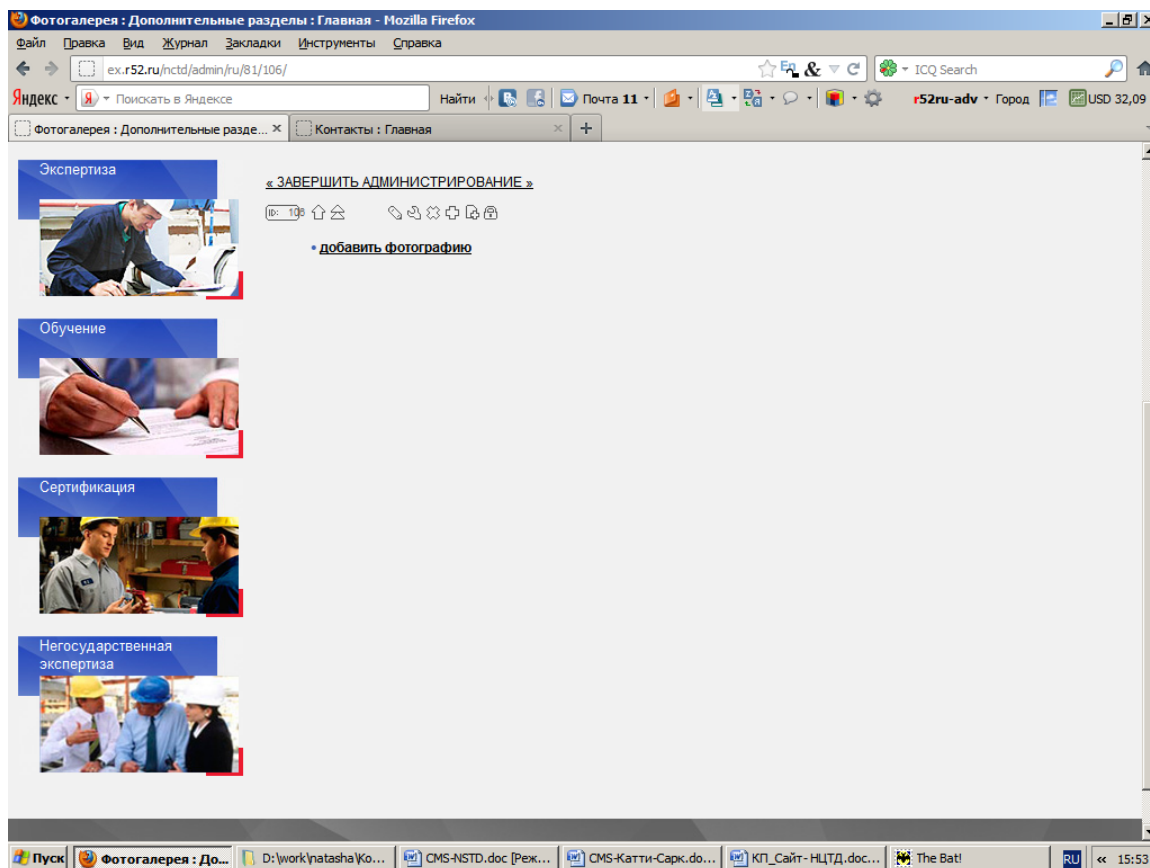 Фотогалерея : Дополнительные разделы : Главная - Mozilla Firefox
Файл Правка Вид Журнал Закладки Инструменты Справка
ex.r52.ru/nctd/admin/ru/81/106/ ICQ Search
Яндекс Я Поискать в Яндексе Найти Почта 11 r52ru-adv Город USD 32,09
Фотогалерея : Дополнительные разде... Контакты : Главная
Экспертиза
« ЗАВЕРШИТЬ АДМИНИСТРИРОВАНИЕ »
ID: 106
• добавить фотографию
Обучение
Сертификация
Негосударственная
экспертиза
Пуск Фотогалерея : До... D:\work\natasha\Ко... CMS-NSTD.doc [Реж... CMS-Катти-Сарк.do... КП_Сайт-НЦТД.doc... The Bat! RU « 15:53